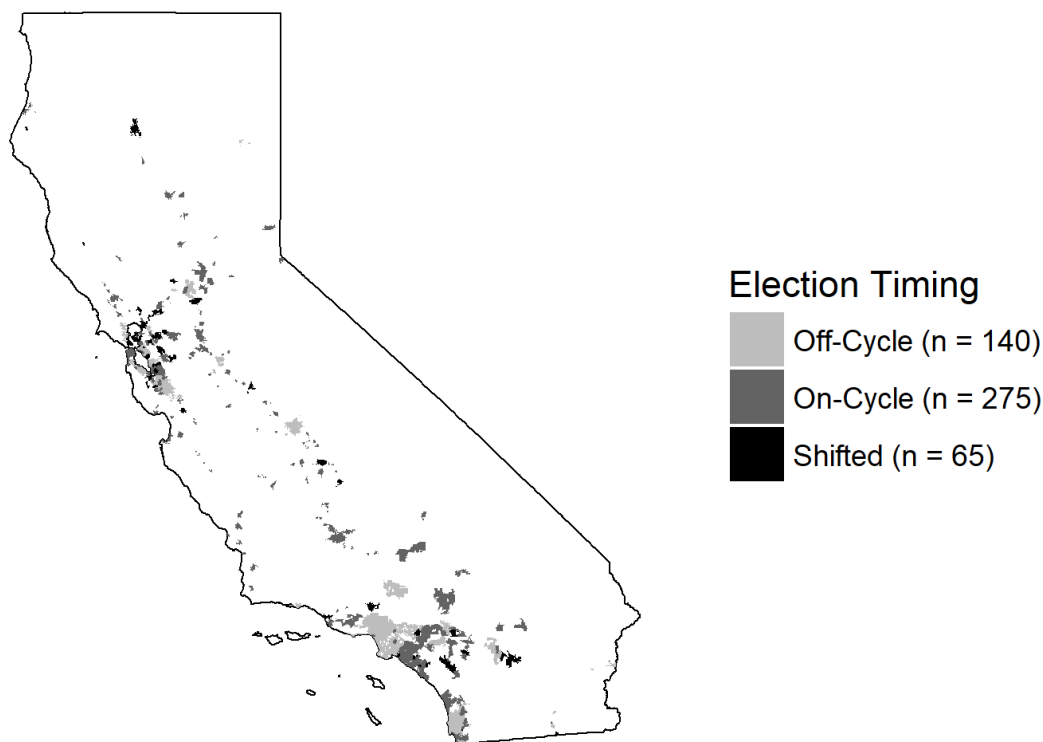 Election Timing
Off-Cycle (n = 140)
On-Cycle (n = 275)
Shifted (n = 65)